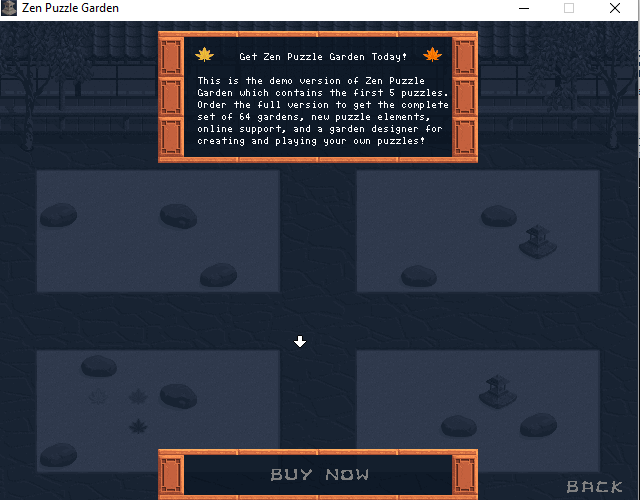 Zen Puzzle Garden
Get Zen Puzzle Garden Today!
This is the demo version of Zen Puzzle
Garden which contains the first 5 puzzles.
Order the full version to get the complete
set of 64 gardens, new puzzle elements,
online support, and a garden designer for
creating and playing your own puzzles!
BUY NOW
BACK